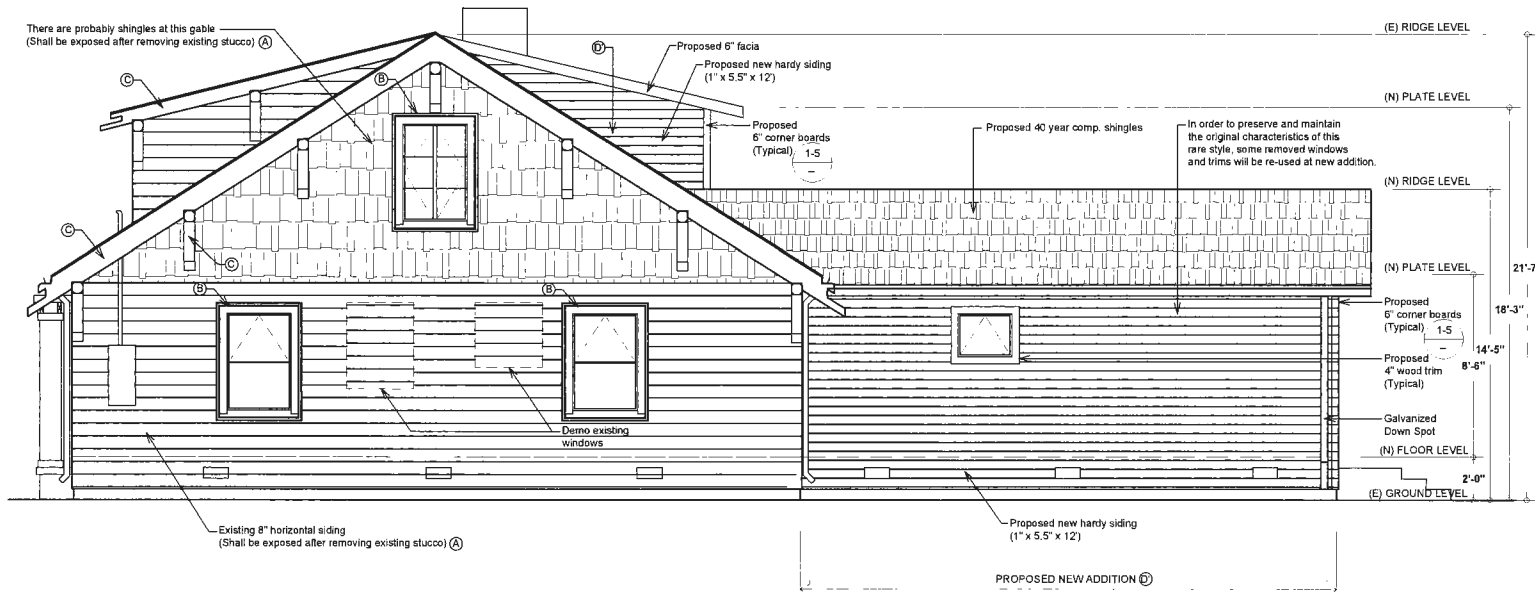 There are probably shingles at this gable
(Shall be exposed after removing existing stucco) A
C
B
D'
Proposed 6" facia
Proposed new hardy siding
(1" x 5.5" x 12')
Proposed
6" corner boards
(Typical)
1-5
Proposed 40 year comp. shingles
In order to preserve and maintain
the original characteristics of this
rare style, some removed windows
and trims will be re-used at new addition.
(E) RIDGE LEVEL
(N) PLATE LEVEL
(N) RIDGE LEVEL
(N) PLATE LEVEL
21'-7
18'-3"
14'-5"
8'-6"
C
C
B
B
Proposed
6" corner boards
(Typical)
1-5
Proposed
4" wood trim
(Typical)
Galvanized
Down Spot
Demo existing
windows
(N) FLOOR LEVEL
2'-0"
(E) GROUND LEVEL
Existing 8" horizontal siding
(Shall be exposed after removing existing stucco) A
Proposed new hardy siding
(1" x 5.5" x 12')
PROPOSED NEW ADDITION D'